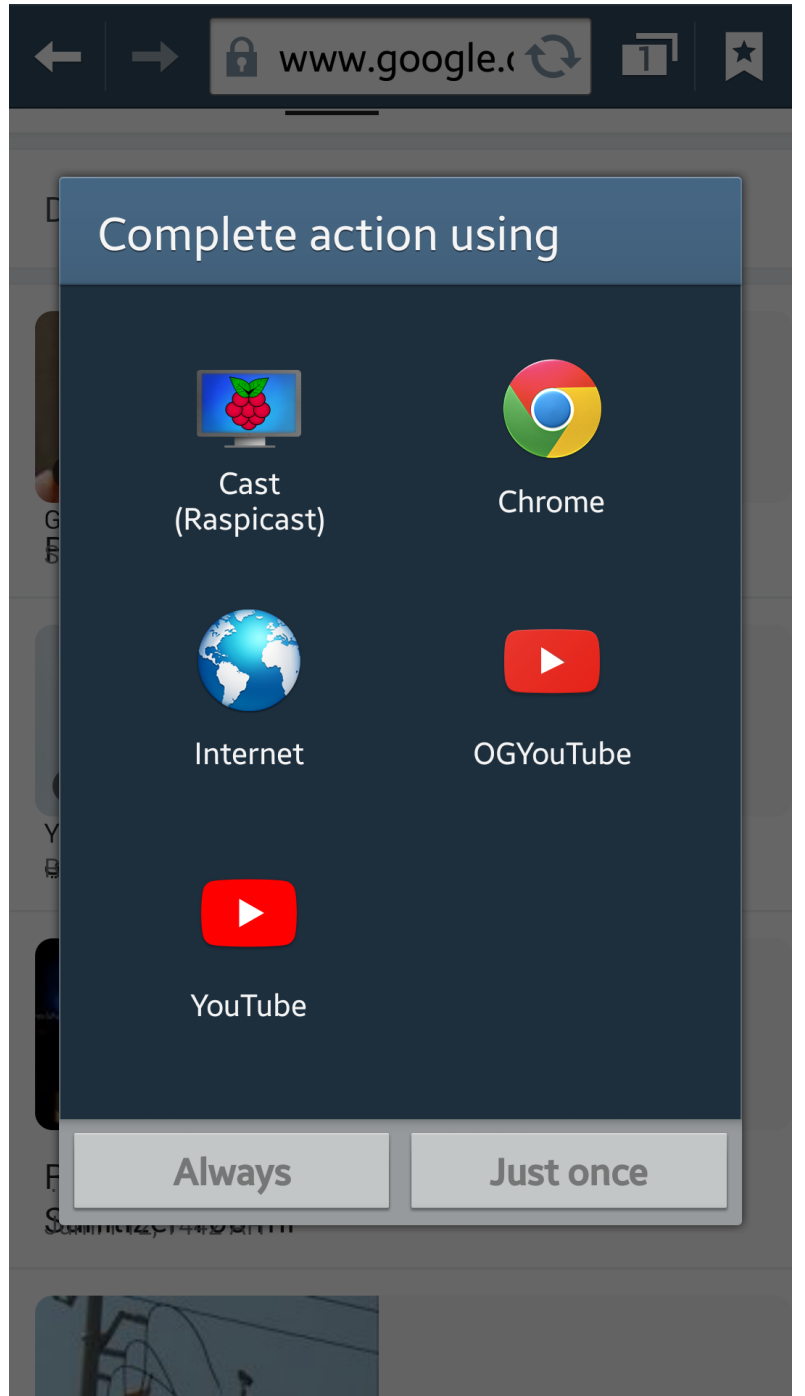 www.google.c
1
Complete action using
Cast
(Raspicast)
Chrome
Internet
OGYouTube
YouTube
Always
Just once